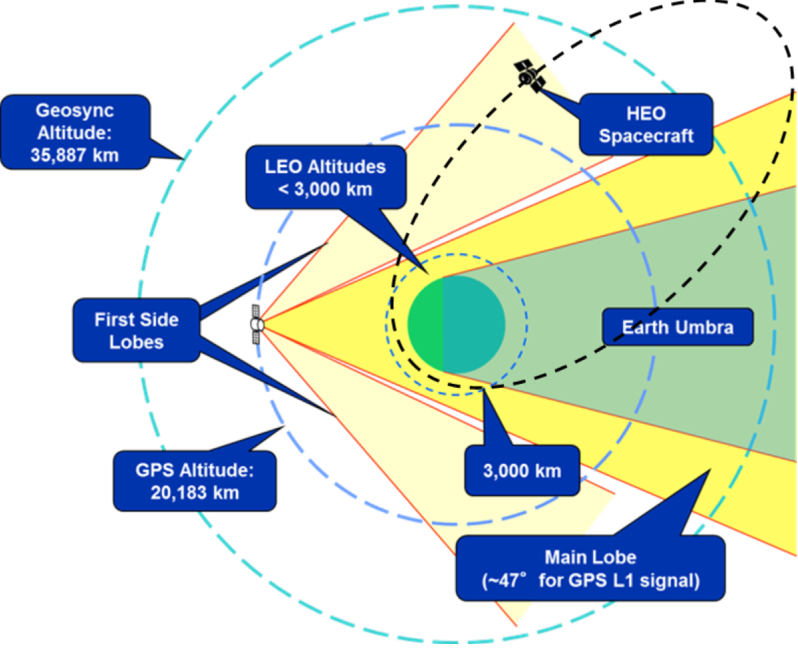 Geosync
Altitude:
35,887 km
HEO
Spacecraft
LEO Altitudes
< 3,000 km
First Side
Lobes
Earth Umbra
GPS Altitude:
20,183 km
3,000 km
Main Lobe
(~47° for GPS L1 signal)